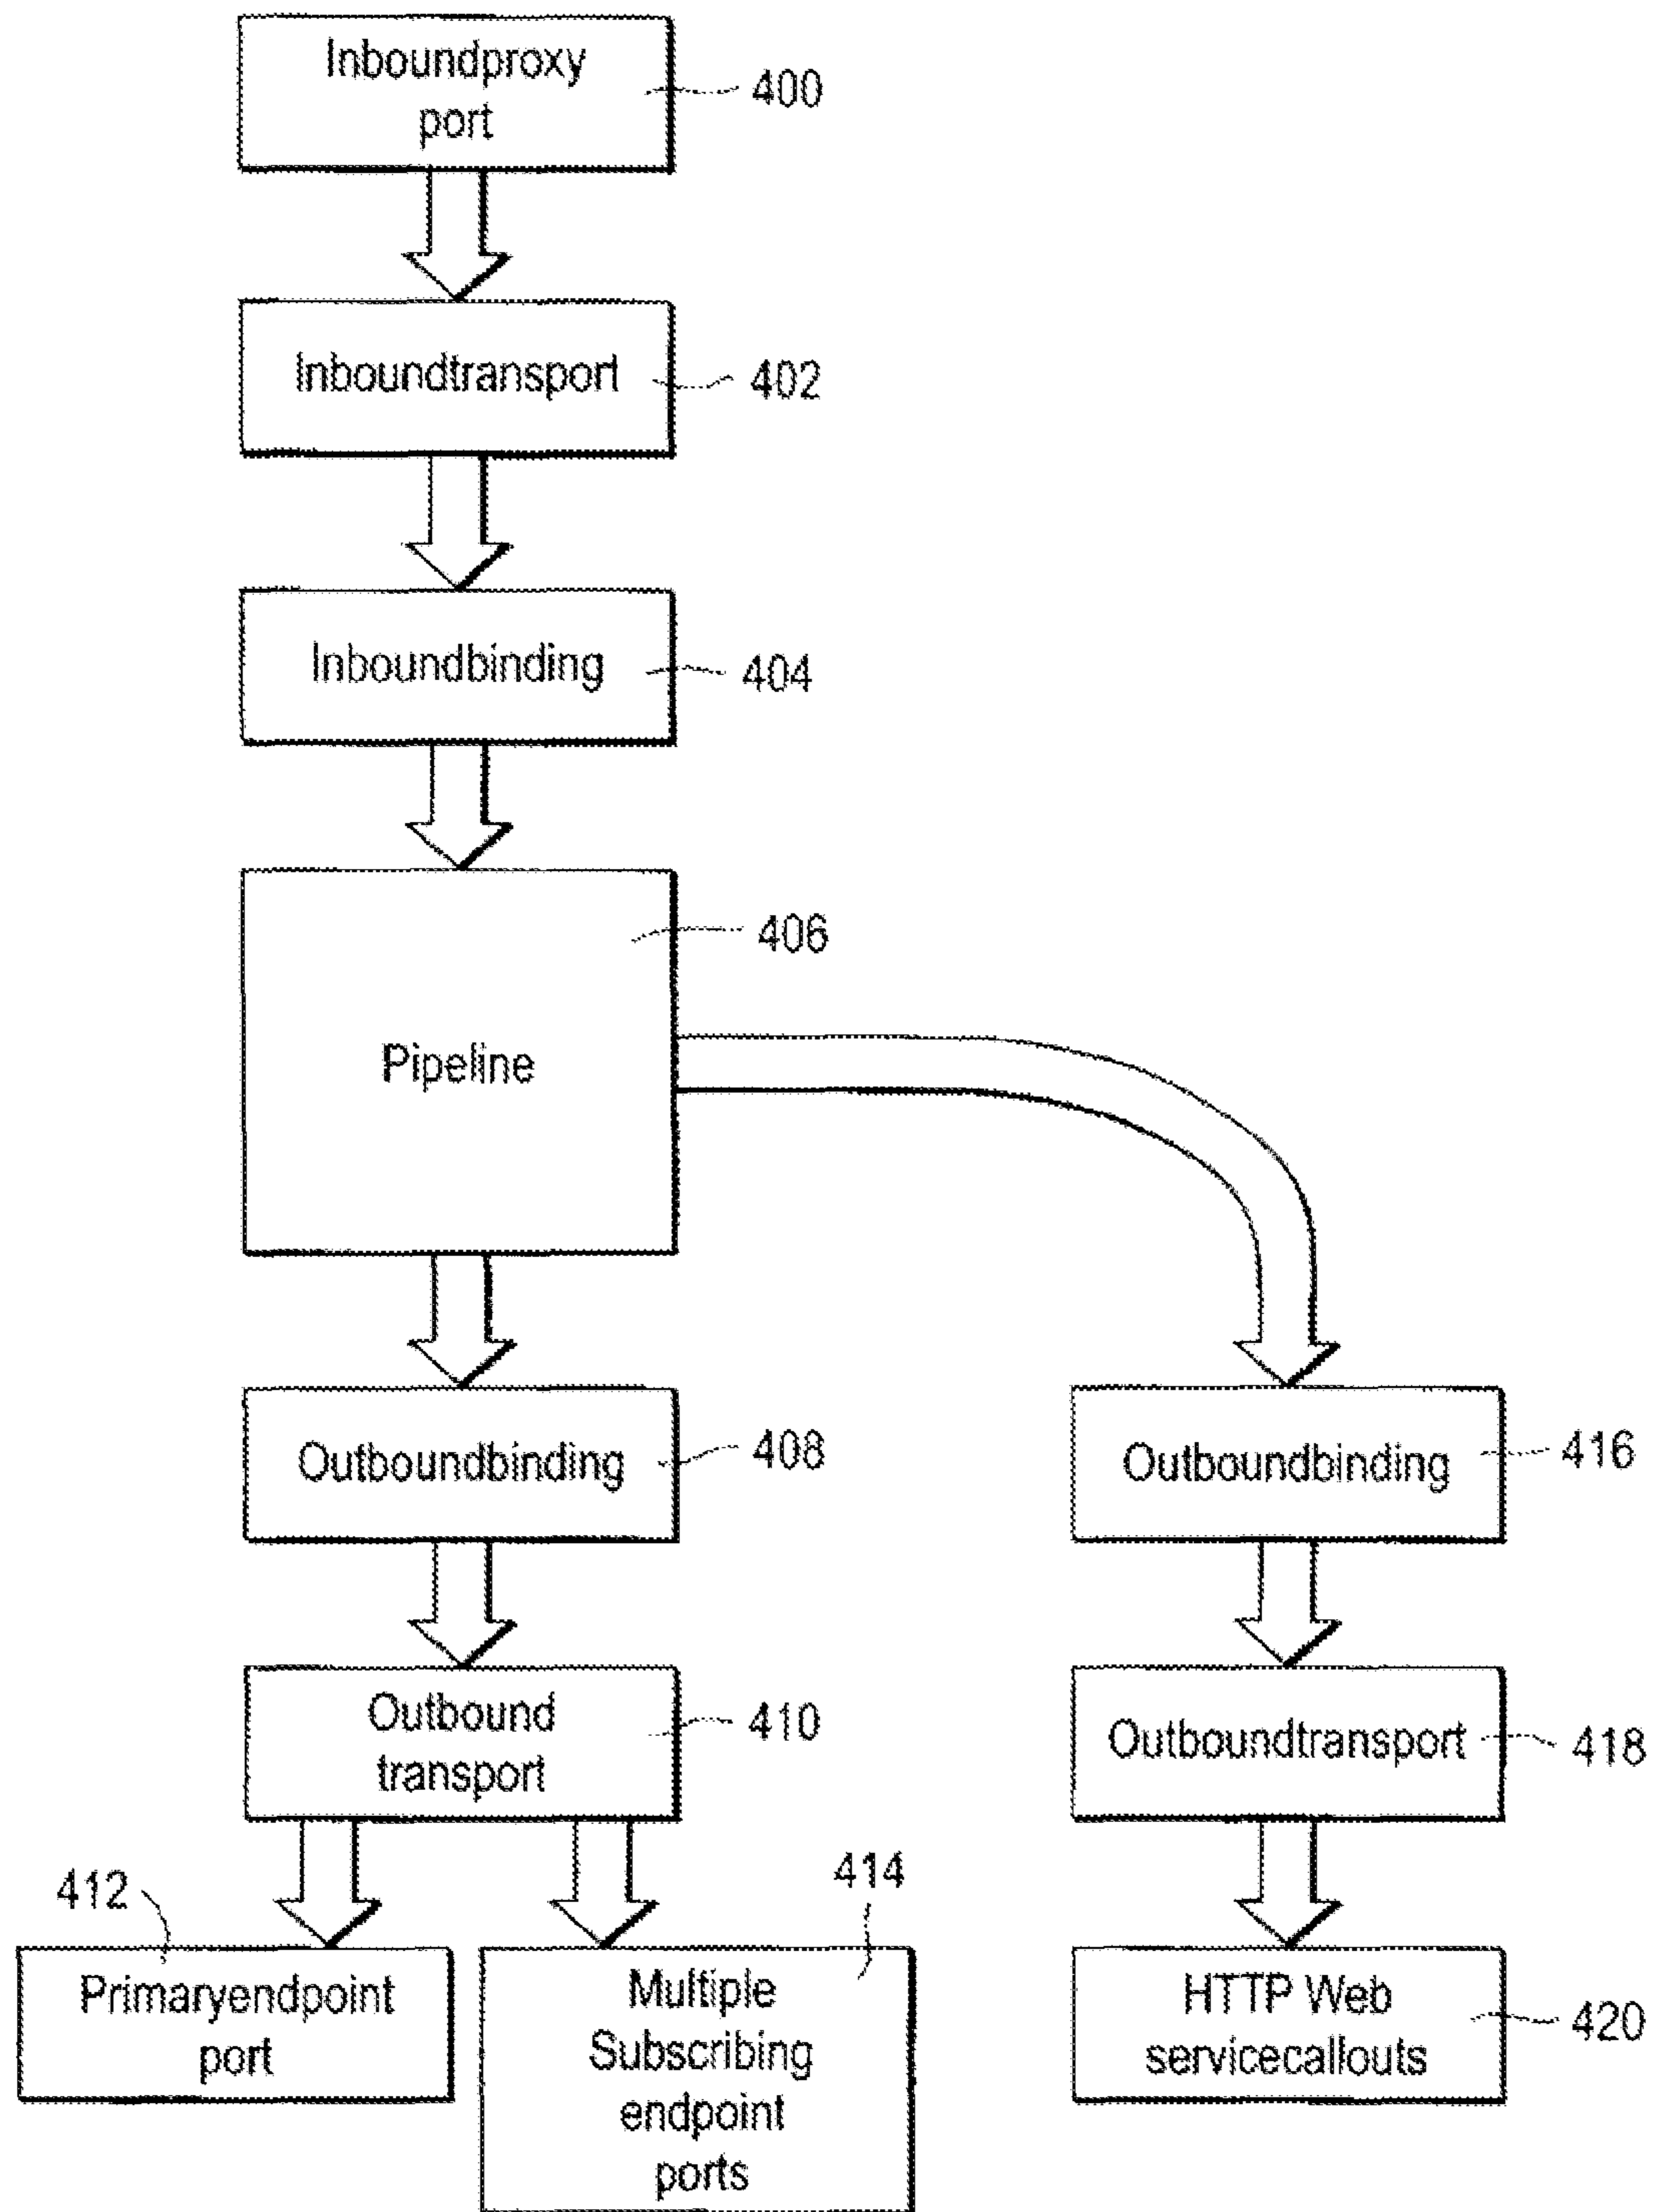 Inboundproxy
port
400
Inboundtransport
402
Inboundbinding
404
406
Pipeline
Outboundbinding
408
Outboundbinding
416
Outbound
transport
410
Outboundtransport
418
412
414
Primaryendpoint
port
Multiple
Subscribing
endpoint
ports
HTTP Web
servicecallouts
420